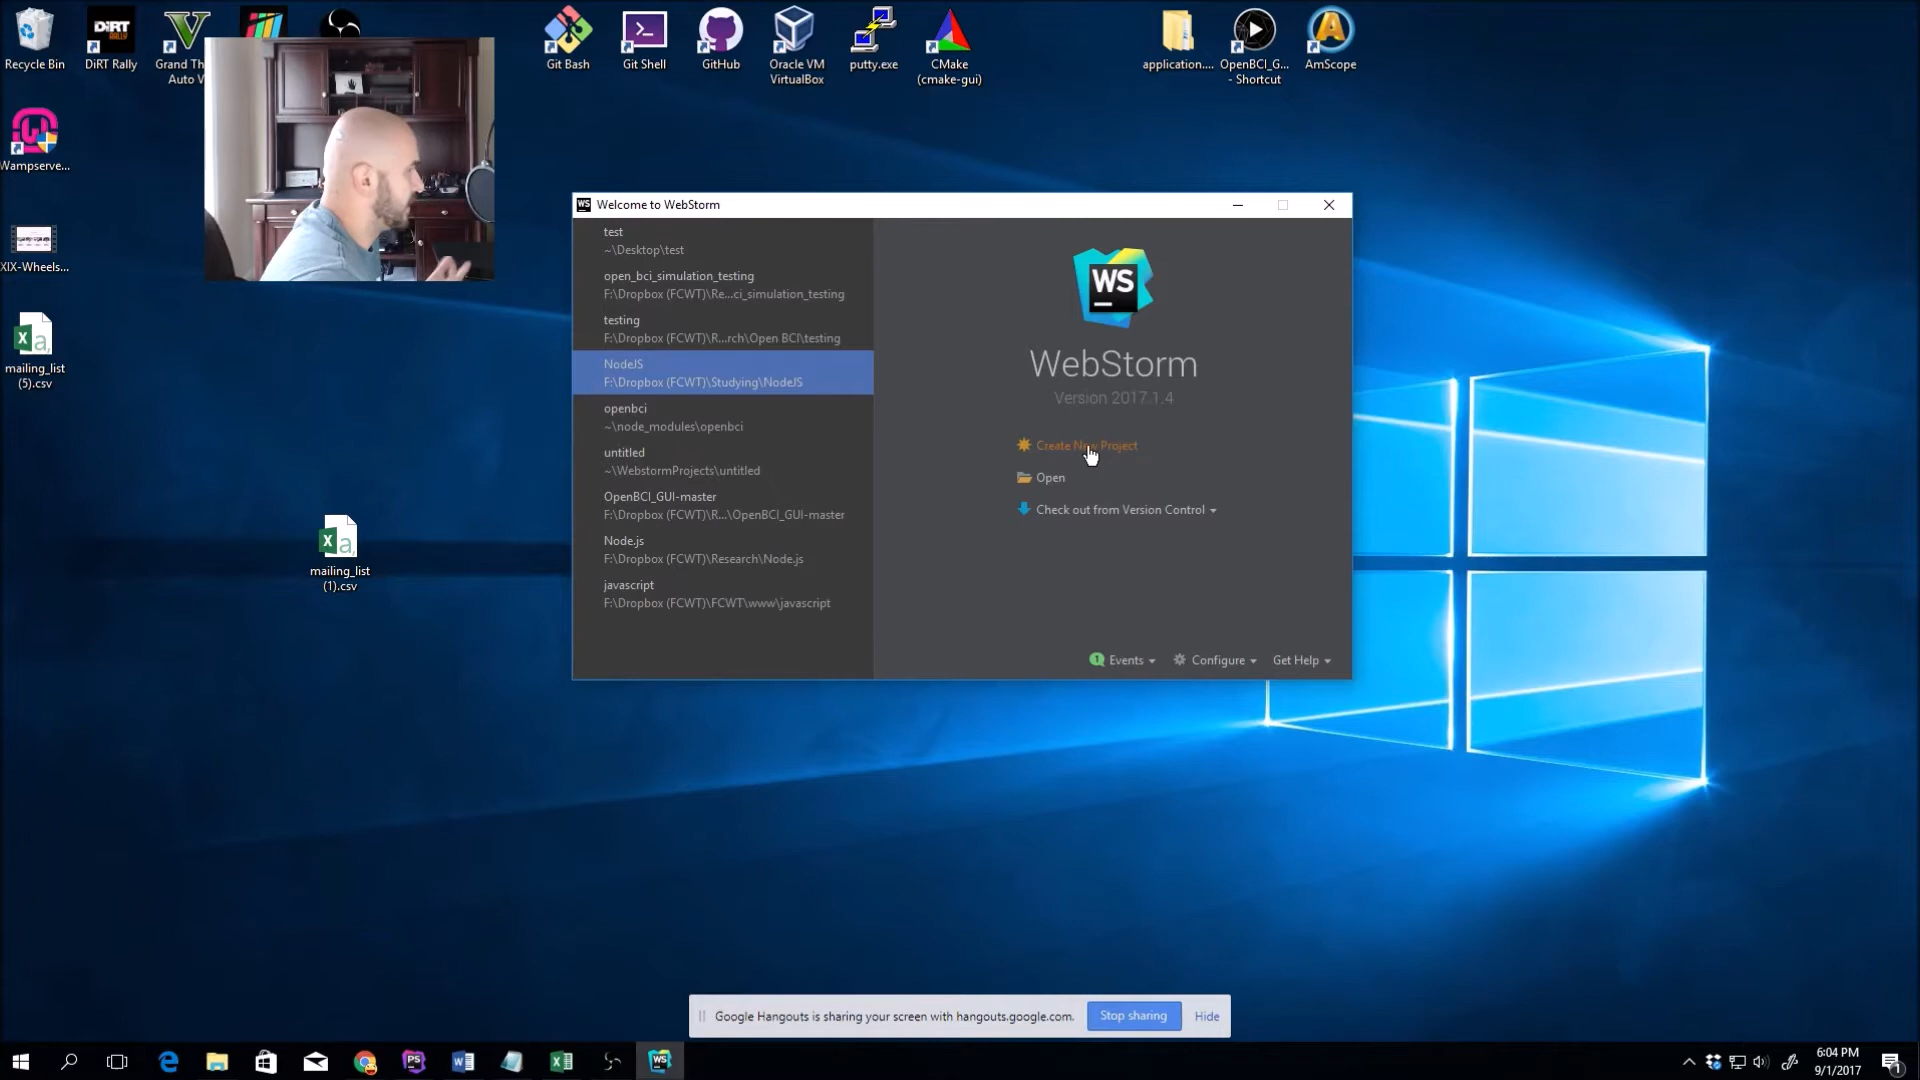 Recycle Bin
DiRT Rally
Grand Th...
Auto V
Git Bash
Git Shell
GitHub
Oracle VM
VirtualBox
putty.exe
CMake
(cmake-gui)
application....
OpenBCI_G...
- Shortcut
AmScope
Wampserve...
XIX-Wheels...
mailing_list
(5).csv
mailing_list
(1).csv
WS Welcome to WebStorm
test
~\Desktop\test
open_bci_simulation_testing
F:\Dropbox (FCWT)\Re...ci_simulation_testing
testing
F:\Dropbox (FCWT)\R...rch\Open BCI\testing
NodeJS
F:\Dropbox (FCWT)\Studying\NodeJS
openbci
~\node_modules\openbci
untitled
~\WebstormProjects\untitled
OpenBCI_GUI-master
F:\Dropbox (FCWT)\R...\OpenBCI_GUI-master
Node.js
F:\Dropbox (FCWT)\Research\Node.js
javascript
F:\Dropbox (FCWT)\FCWT\www\javascript
WS
WebStorm
Version 2017.1.4
Create New Project
Open
Check out from Version Control
1 Events
Configure
Get Help
Google Hangouts is sharing your screen with hangouts.google.com.
Stop sharing
Hide
PS
WS
6:04 PM
9/1/2017
1